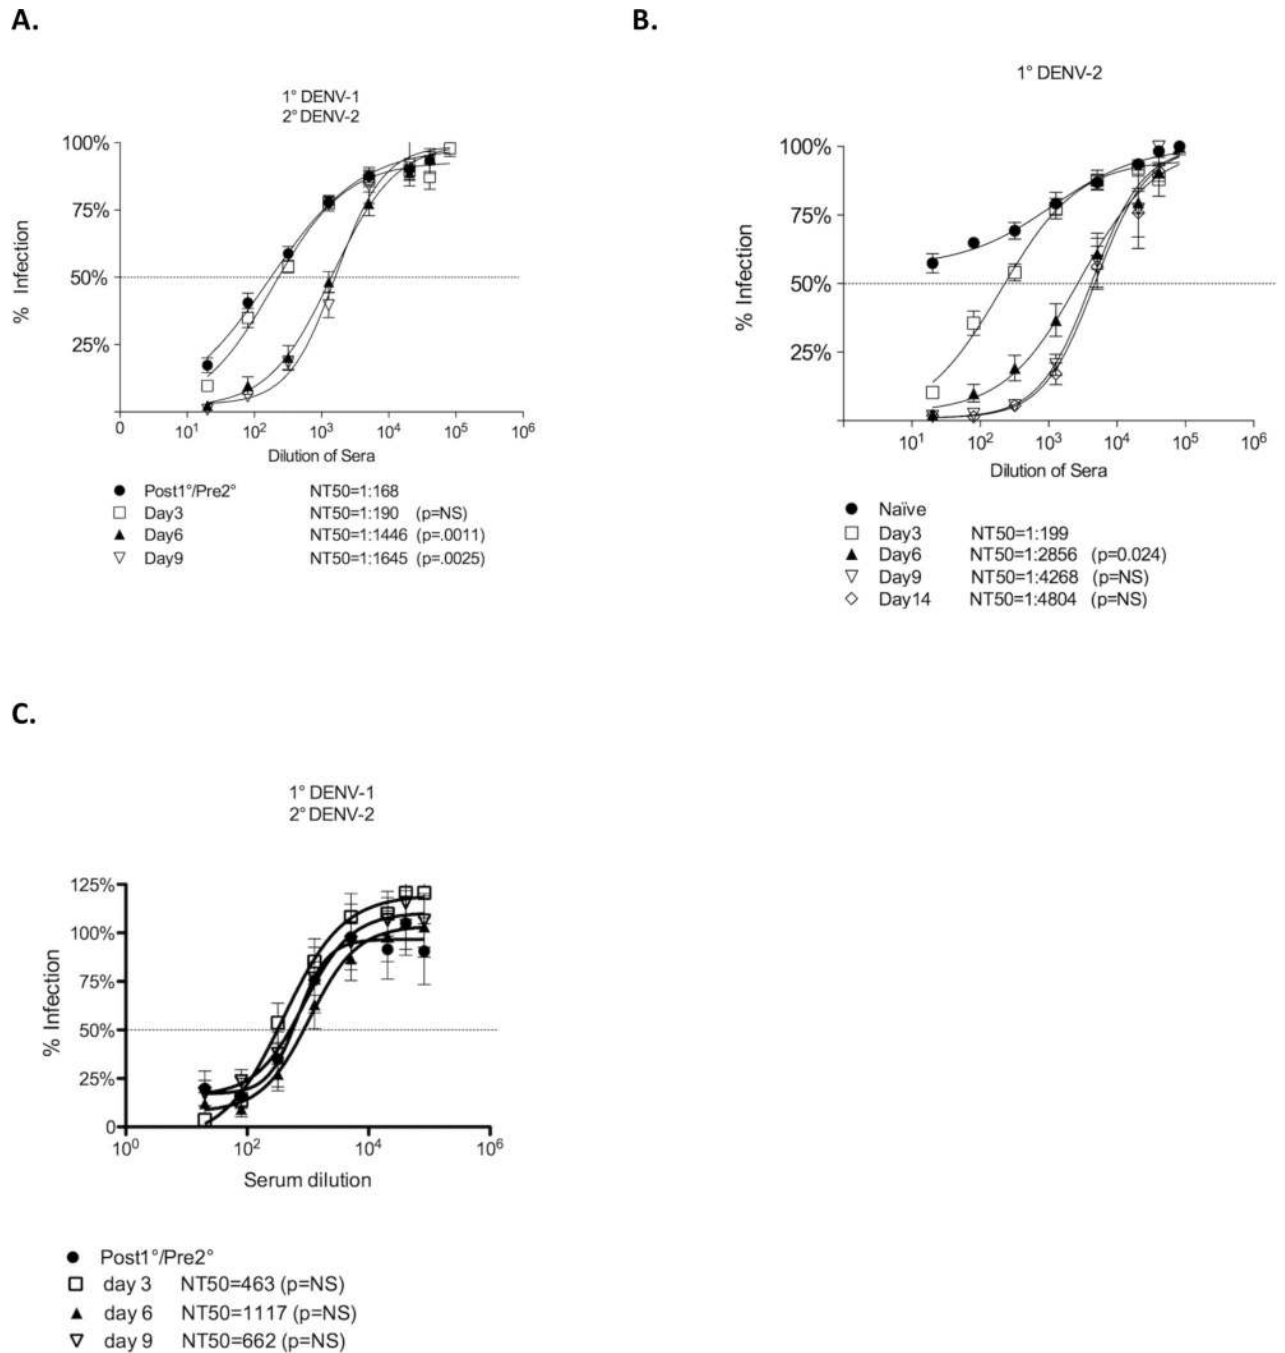 A.
1° DENV-1
2° DENV-2
100%
75%
50%
25%
% Infection
0 10¹ 10² 10³ 10⁴ 10⁵ 10⁶
Dilution of Sera
Post1°/Pre2° NT50=1:168
Day3 NT50=1:190 (p=NS)
Day6 NT50=1:1446 (p=.0011)
Day9 NT50=1:1645 (p=.0025)
B.
1° DENV-2
100%
75%
50%
25%
% Infection
10¹ 10² 10³ 10⁴ 10⁵ 10⁶
Dilution of Sera
Naïve
Day3 NT50=1:199
Day6 NT50=1:2856 (p=0.024)
Day9 NT50=1:4268 (p=NS)
Day14 NT50=1:4804 (p=NS)
C.
1° DENV-1
2° DENV-2
125%
100%
75%
50%
25%
0
% Infection
10⁰ 10² 10⁴ 10⁶
Serum dilution
Post1°/Pre2°
day 3 NT50=463 (p=NS)
day 6 NT50=1117 (p=NS)
day 9 NT50=662 (p=NS)